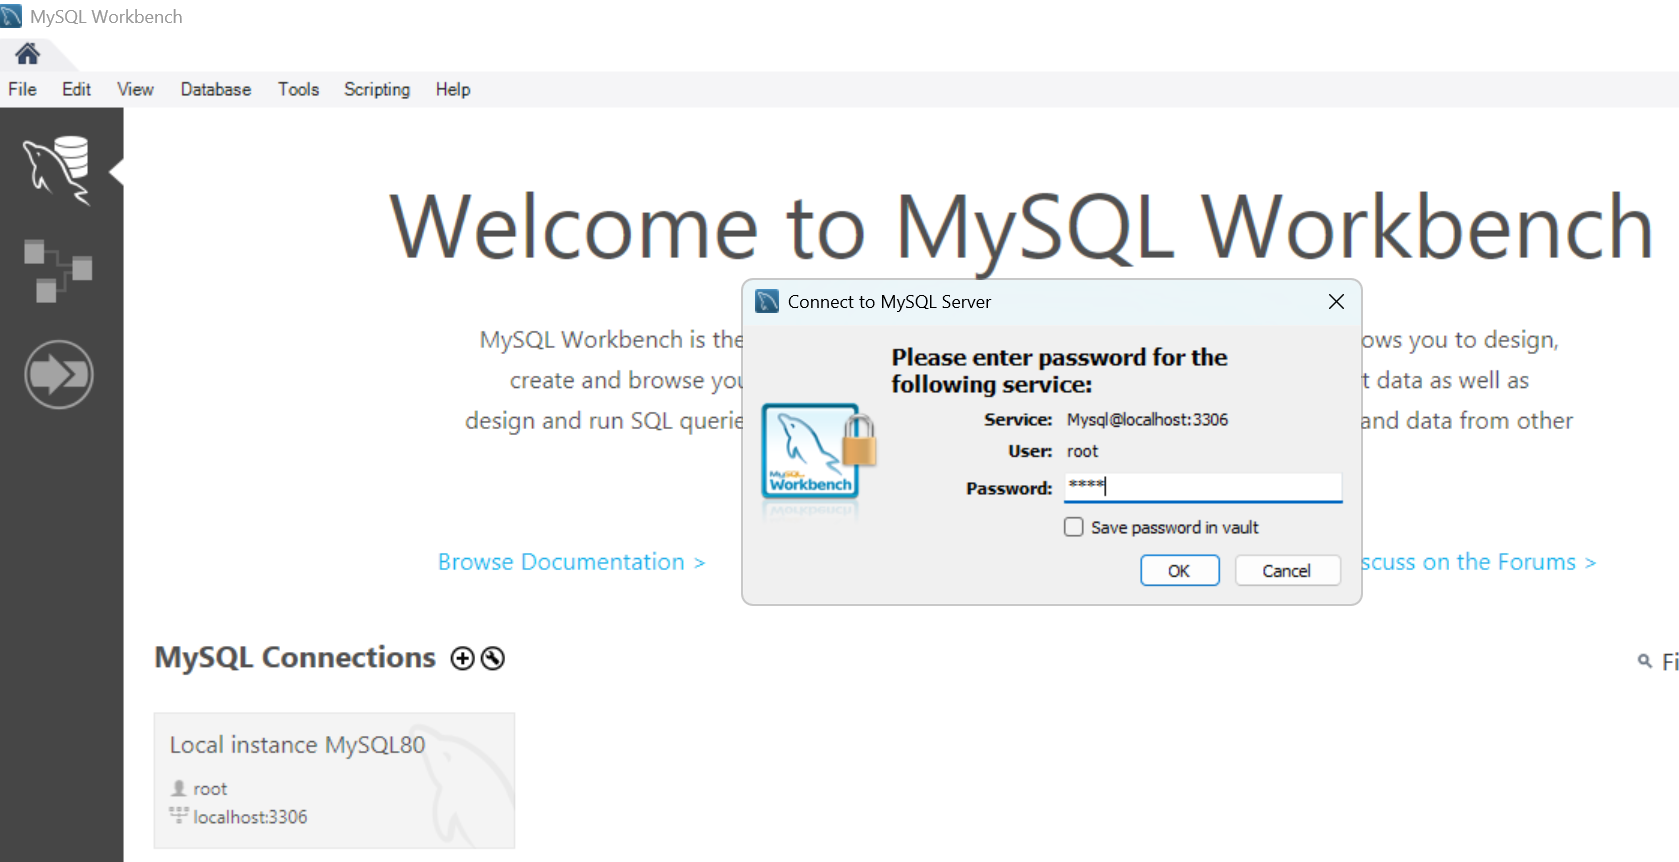 MySQL Workbench
File Edit View Database Tools Scripting Help
Welcome to MySQL Workbench
MySQL Workbench is the
create and browse you
design and run SQL querie
ows you to design,
t data as well as
and data from other
Browse Documentation >
scuss on the Forums >
Connect to MySQL Server
Please enter password for the
following service:
Service: Mysql@localhost:3306
User: root
Password: ****
MySQL
Workbench
Save password in vault
OK Cancel
MySQL Connections
Fi
Local instance MySQL80
root
localhost:3306